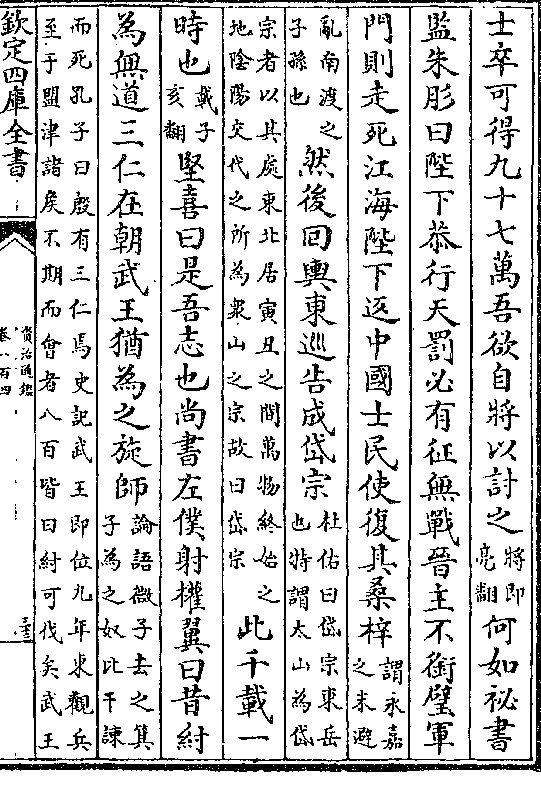 士卒可得九十七萬吾欲自將以討之將即亮翻何如祕書
監朱肜曰陛下恭行天罰必有征無戰晉主不銜璧軍
門則走死江海陛下返中國士民使復其桑梓謂永嘉之末避
亂南渡之子孫也然後回輿東巡告成岱宗杜佑曰岱宗東岳也特謂太山為岱
宗者以其處東北居寅丑之間萬物終始之地陰陽交代之所為衆山之宗故曰岱宗此千載一
時也載子亥翻堅喜曰是吾志也尚書左僕射權翼曰昔紂
為無道三仁在朝武王猶為之旋師論語微子去之箕子為之奴比干諫
而死孔子曰殷有三仁焉史記武王即位九年東觀兵至于盟津諸侯不期而會者八百皆曰紂可伐矣武王
欽定四庫全書
資治通鑑
卷一百四